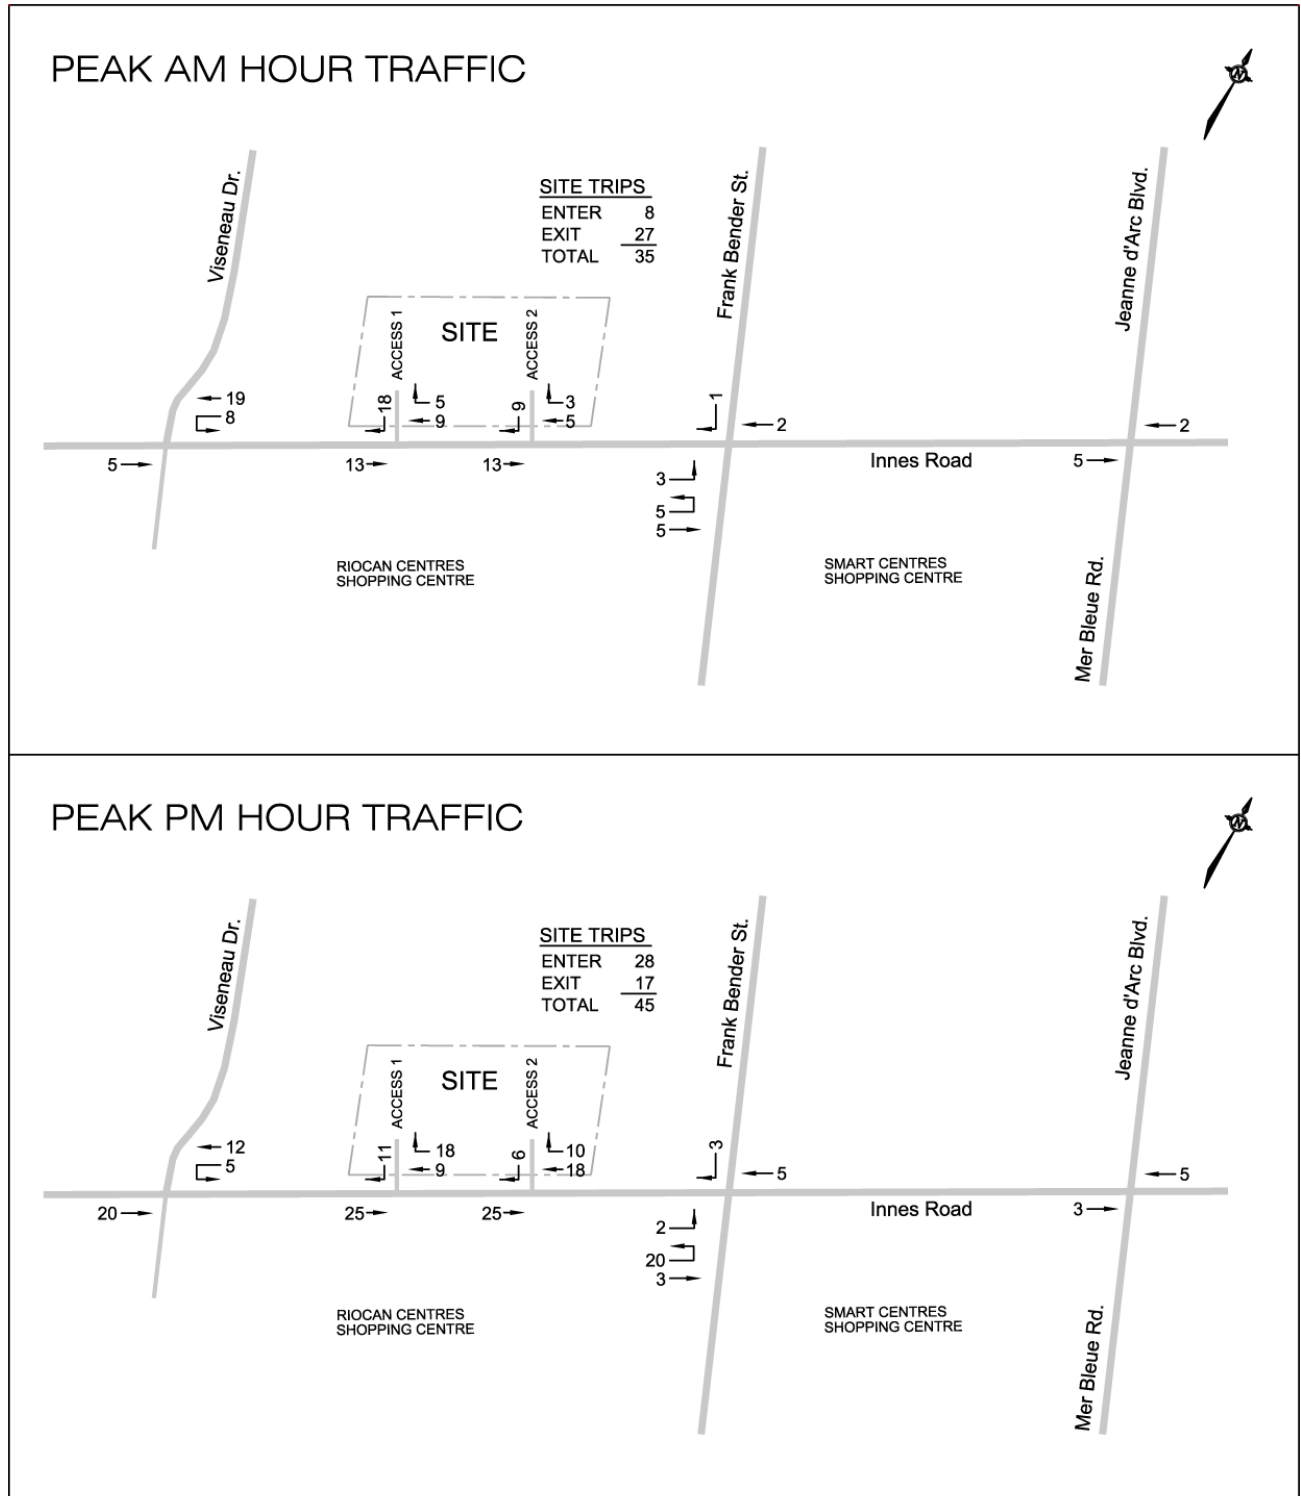 PEAK AM HOUR TRAFFIC
N
Viseneau Dr.
SITE TRIPS
ENTER 8
EXIT 27
TOTAL 35
Frank Bender St.
Jeanne d'Arc Blvd.
ACCESS 1
SITE
ACCESS 2
19
8
18
5
9
9
3
5
1
2
2
5
13
13
3
5
5
Innes Road
5
RIOCAN CENTRES
SHOPPING CENTRE
SMART CENTRES
SHOPPING CENTRE
Mer Bleue Rd.
PEAK PM HOUR TRAFFIC
N
Viseneau Dr.
SITE TRIPS
ENTER 28
EXIT 17
TOTAL 45
Frank Bender St.
Jeanne d'Arc Blvd.
ACCESS 1
SITE
ACCESS 2
12
5
11
18
9
6
10
18
3
5
5
20
25
25
2
20
3
Innes Road
3
RIOCAN CENTRES
SHOPPING CENTRE
SMART CENTRES
SHOPPING CENTRE
Mer Bleue Rd.